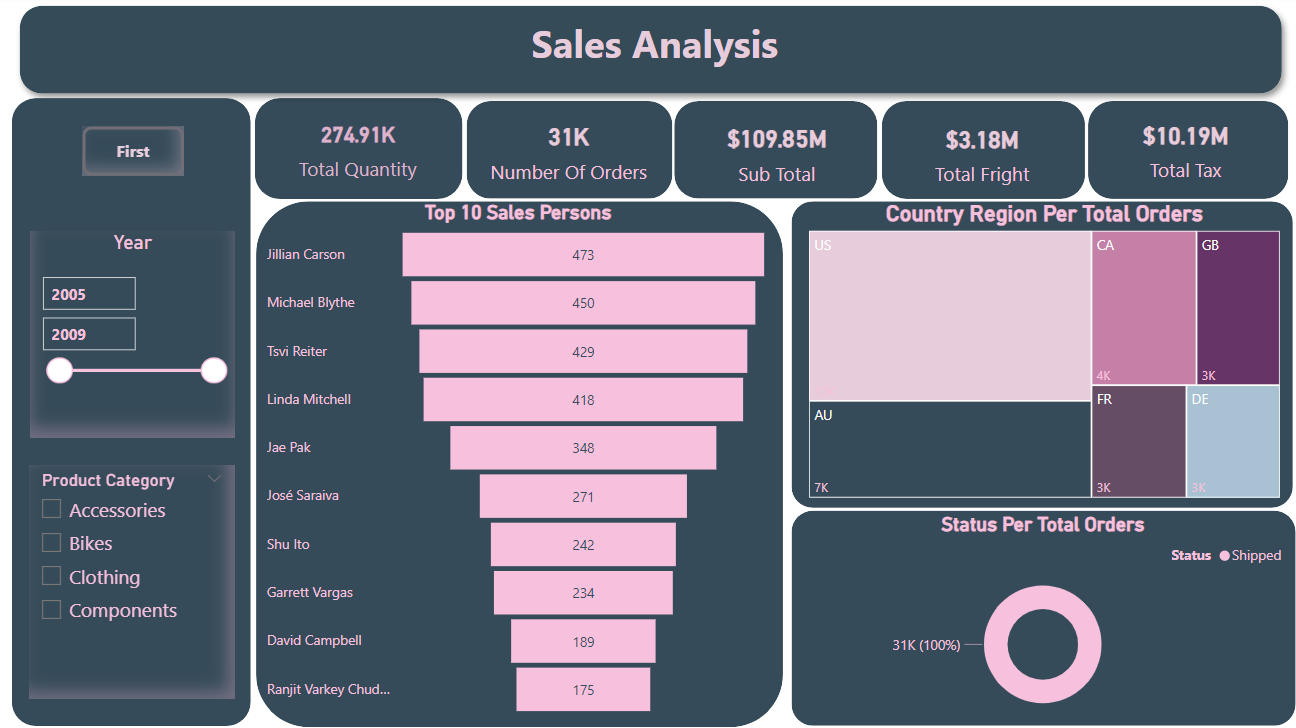 Sales Analysis
First
274.91K
Total Quantity
31K
Number Of Orders
$109.85M
Sub Total
$3.18M
Total Fright
$10.19M
Total Tax
Year
2005
2009
Product Category
Accessories
Bikes
Clothing
Components
Top 10 Sales Persons
Jillian Carson 473
Michael Blythe 450
Tsvi Reiter 429
Linda Mitchell 418
Jae Pak 348
José Saraiva 271
Shu Ito 242
Garrett Vargas 234
David Campbell 189
Ranjit Varkey Chud... 175
Country Region Per Total Orders
US
AU
7K
CA
4K
GB
3K
FR
3K
DE
3K
Status Per Total Orders
Status Shipped
31K (100%)